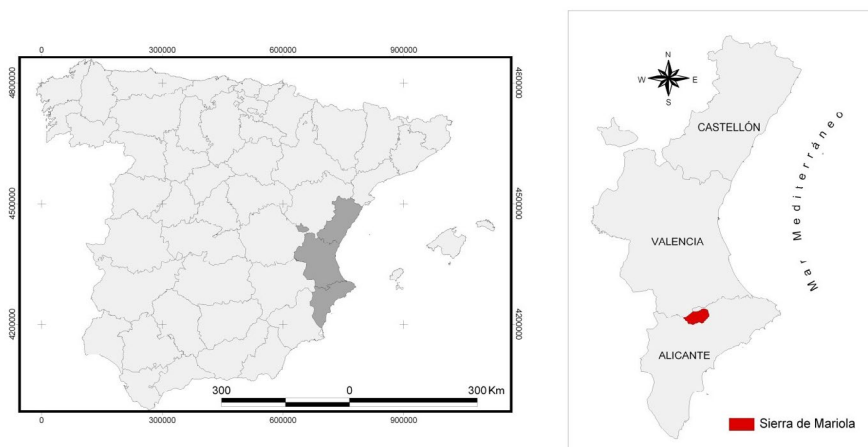 0 300000 600000 900000
4800000
4800000
4500000
4500000
4200000
4200000
300 0 300 Km
0 300000 600000 900000
N
W E
S
CASTELLÓN
VALENCIA
ALICANTE
Mar Mediterráneo
Sierra de Mariola